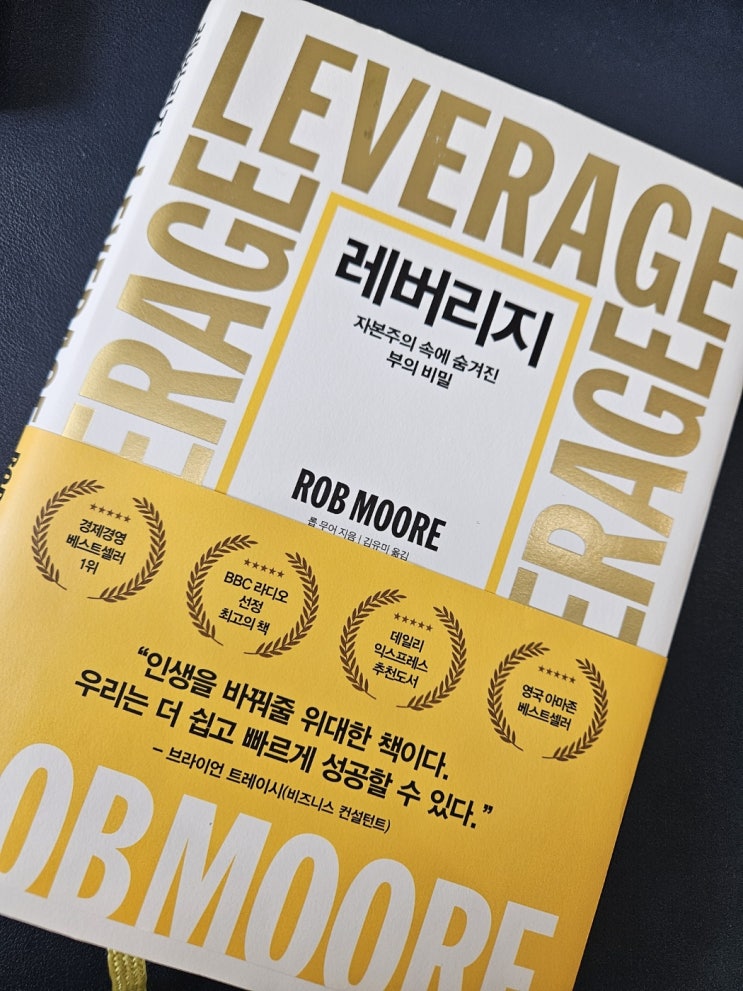 LEVERAGE
ERAGE
ERAGE
레버리지
자본주의 속에 숨겨진
부의 비밀
ROB MOORE
롭 무어 지음 | 김유미 옮김
경제경영
베스트셀러
1위
BBC 라디오
선정
최고의 책
데일리
익스프레스
추천도서
영국 아마존
베스트셀러
“인생을 바꿔줄 위대한 책이다.
우리는 더 쉽고 빠르게 성공할 수 있다.”
– 브라이언 트레이시(비즈니스 컨설턴트)
OB MOORE